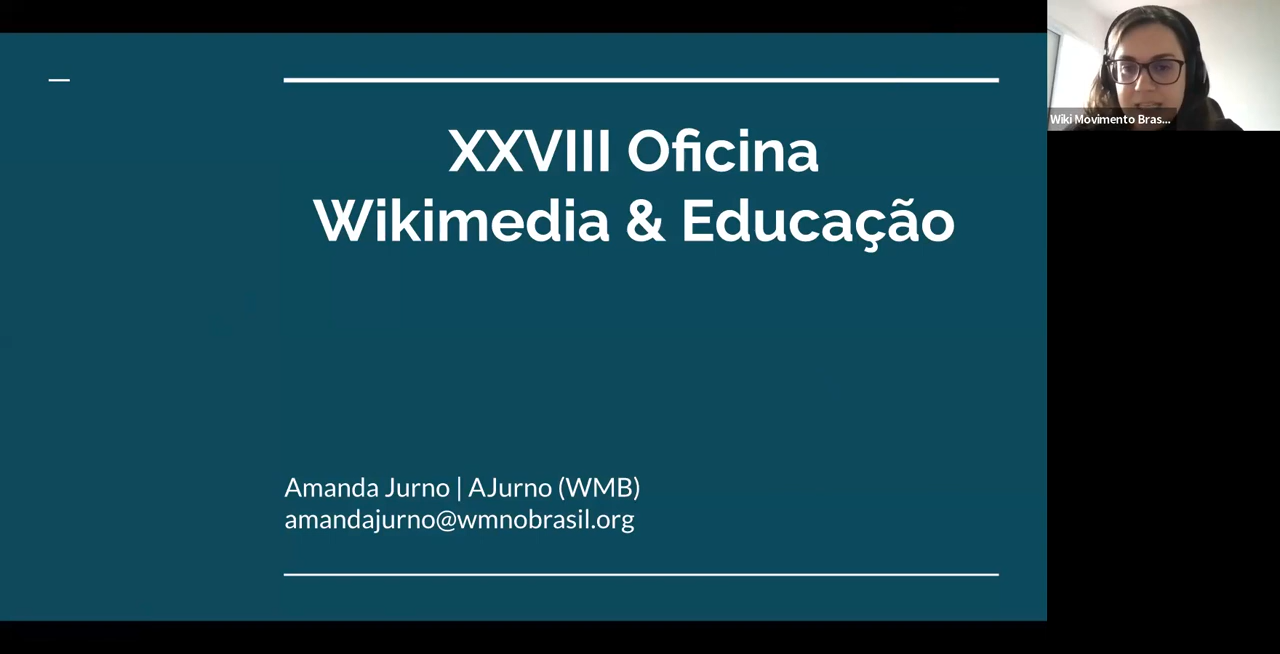 XXVIII Oficina
Wikimedia & Educação
Amanda Jurno | AJurno (WMB)
amandajurno@wmnobrasil.org
Wiki Movimento Bras...